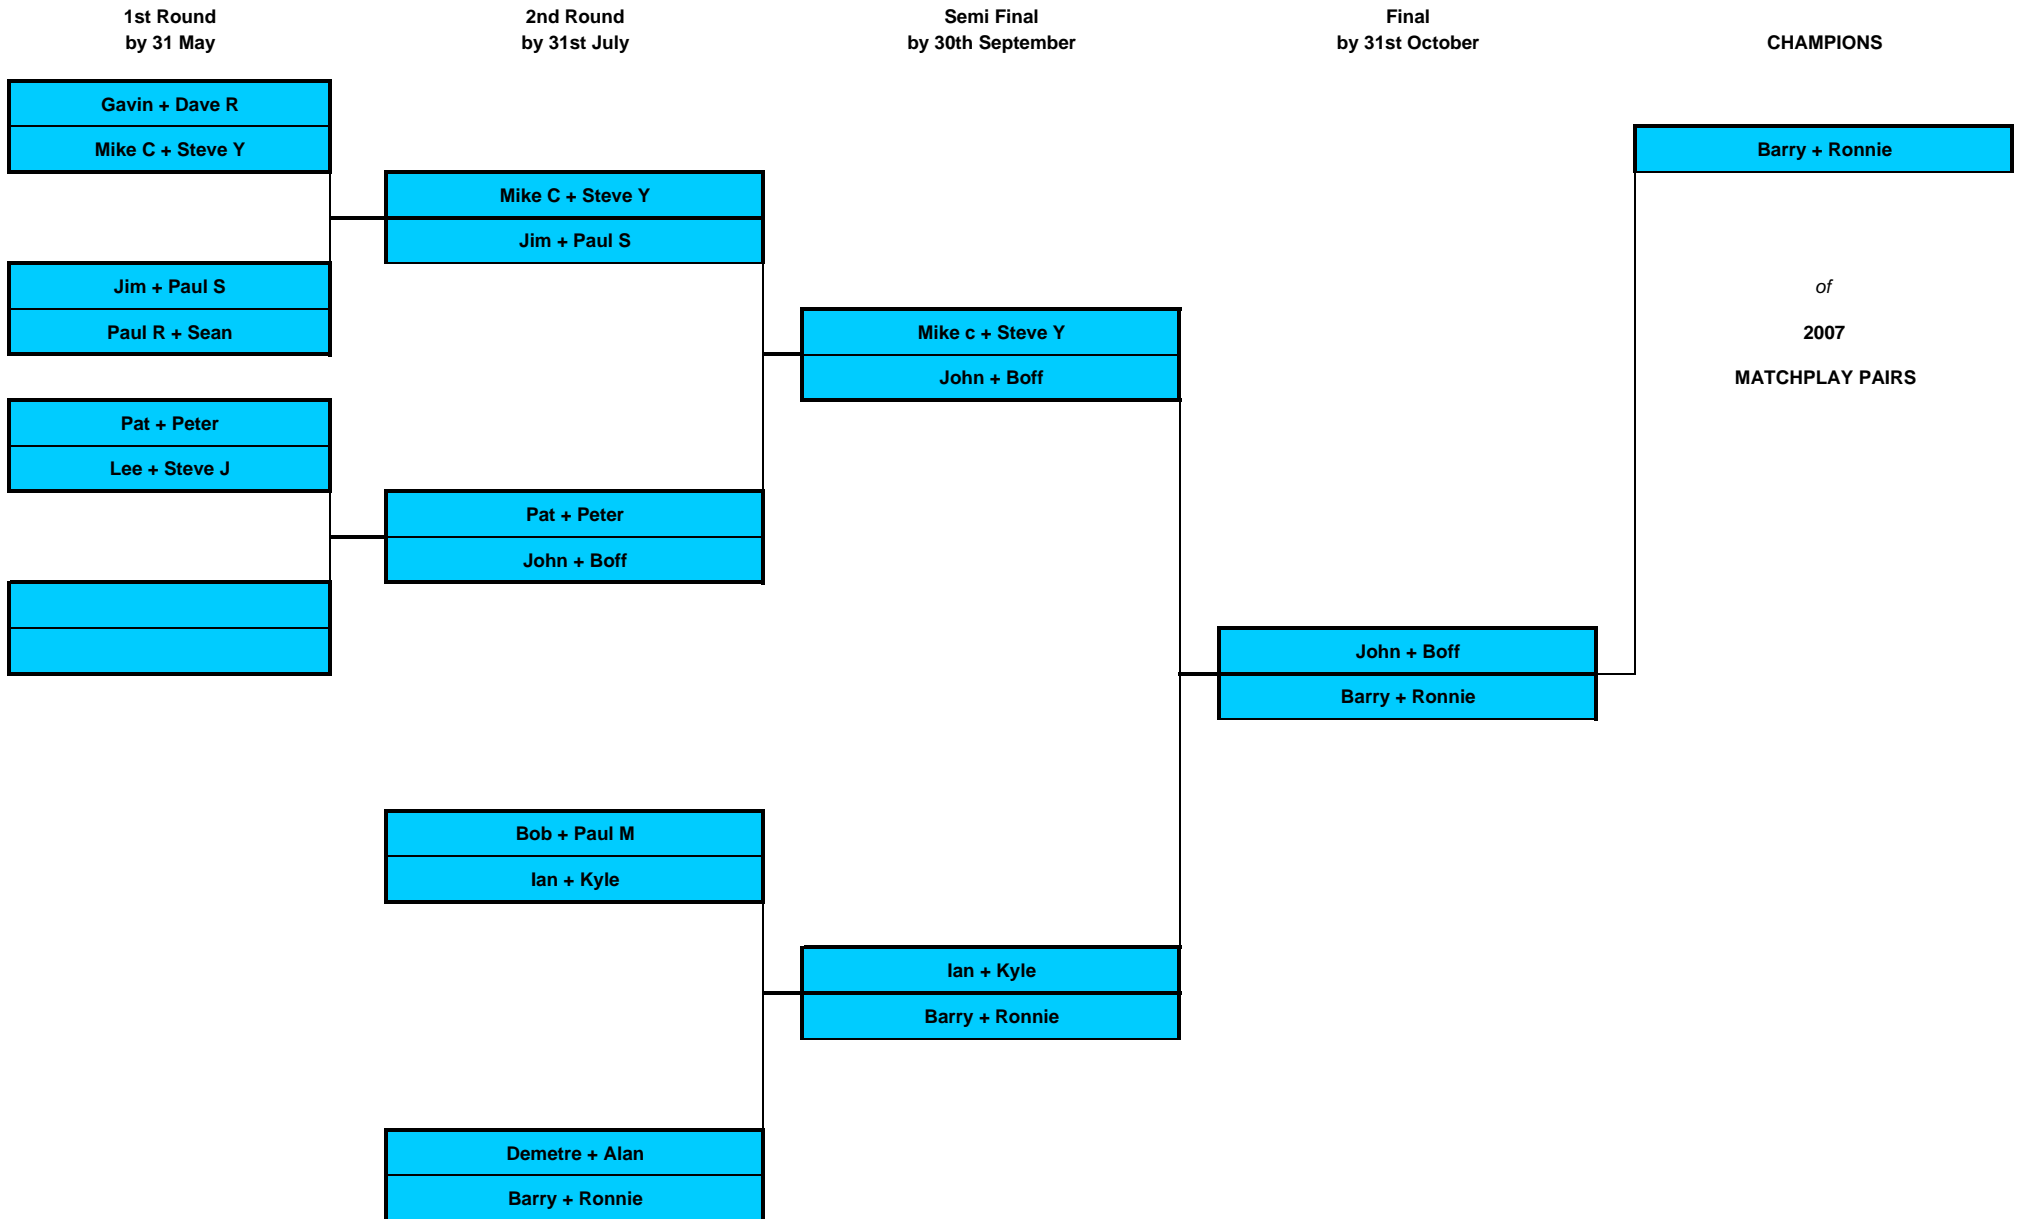 1st Round
by 31 May
2nd Round
by 31st July
Semi Final
by 30th September
Final
by 31st October
CHAMPIONS
Gavin + Dave R
Mike C + Steve Y
Jim + Paul S
Paul R + Sean
Pat + Peter
Lee + Steve J
Mike C + Steve Y
Jim + Paul S
Pat + Peter
John + Boff
Bob + Paul M
Ian + Kyle
Demetre + Alan
Barry + Ronnie
Mike c + Steve Y
John + Boff
Ian + Kyle
Barry + Ronnie
John + Boff
Barry + Ronnie
Barry + Ronnie
of
2007
MATCHPLAY PAIRS